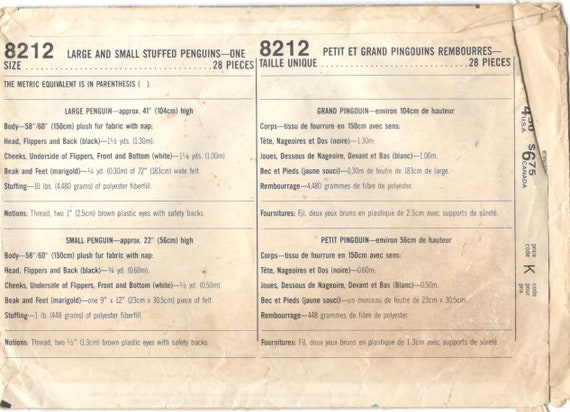 8212 LARGE AND SMALL STUFFED PENGUINS—ONE
SIZE 28 PIECES
THE METRIC EQUIVALENT IS IN PARENTHESIS ( ).
LARGE PENGUIN—approx. 41" (104cm) high
Body—58"/60" (150cm) plush fur fabric with nap:
Head, Flippers and Back (black)—1½ yds. (1.30m);
Cheeks, Underside of Flippers, Front and Bottom (white)—1⅛ yds. (1.00m).
Beak and Feet (marigold)—¼ yd. (0.30m) of 72" (183cm) wide felt.
Stuffing—10 lbs. (4,480 grams) of polyester fiberfill.
Notions: Thread, two 1" (2.5cm) brown plastic eyes with safety backs.
SMALL PENGUIN—approx. 22" (56cm) high
Body—58"/60" (150cm) plush fur fabric with nap:
Head, Flippers and Back (black)—¾ yd. (0.60m);
Cheeks, Underside of Flippers, Front and Bottom (white)—½ yd. (0.50m).
Beak and Feet (marigold)—one 9" x 12" (23cm x 30.5cm) piece of felt.
Stuffing—1 lb. (448 grams) of polyester fiberfill.
Notions: Thread, two ½" (1.3cm) brown plastic eyes with safety backs.
8212 PETIT ET GRAND PINGOUINS REMBOURRES—
TAILLE UNIQUE 28 PIECES
GRAND PINGOUIN—environ 104cm de hauteur
Corps—tissu de fourrure en 150cm avec sens:
Tête, Nageoires et Dos (noire)—1.30m;
Joues, Dessous de Nageoire, Devant et Bas (blanc)—1.00m.
Bec et Pieds (jaune souci)—0.30m de feutre de 183cm de large.
Rembourrage—4,480 grammes de fibre de polyester.
Fournitures: Fil, deux yeux bruns en plastique de 2.5cm avec supports de sûreté.
PETIT PINGOUIN—environ 56cm de hauteur
Corps—tissu de fourrure en 150cm avec sens:
Tête, Nageoires et Dos (noire)—0.60m;
Joues, Dessous de Nageoire, Devant et Bas (blanc)—0.50m.
Bec et Pieds (jaune souci)—un morceau de feutre de 23cm x 30.5cm.
Rembourrage—448 grammes de fibre de polyester.
Fournitures: Fil, deux yeux bruns en plastique de 1.3cm avec supports de sûreté.
U.S.A.
$6.75
CANADA
price code K code pour prix